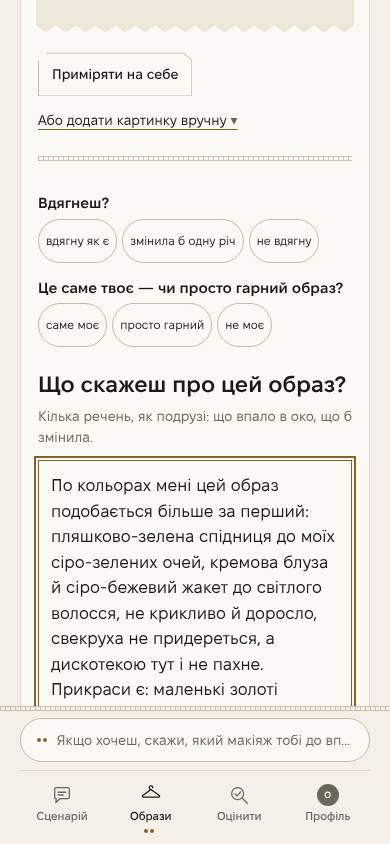 Приміряти на себе
Або додати картинку вручну ▾
Вдягнеш?
вдягну як є
змінила б одну річ
не вдягну
Це саме твоє — чи просто гарний образ?
саме моє
просто гарний
не моє
Що скажеш про цей образ?
Кілька речень, як подрузі: що впало в око, що б
змінила.
По кольорах мені цей образ
подобається більше за перший:
пляшково-зелена спідниця до моїх
сіро-зелених очей, кремова блуза
й сіро-бежевий жакет до світлого
волосся, не крикливо й доросло,
свекруха не придереться, а
дискотекою тут і не пахне.
Прикраси є: маленькі золоті
Якщо хочеш, скажи, який макіяж тобі до вп...
Сценарій
Образи
Оцінити
О
Профіль